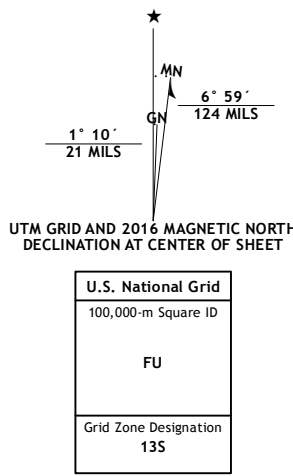 MN
GN
6° 59´
124 MILS
1° 10´
21 MILS
UTM GRID AND 2016 MAGNETIC NORTH
DECLINATION AT CENTER OF SHEET
U.S. National Grid
100,000-m Square ID
FU
Grid Zone Designation
13S